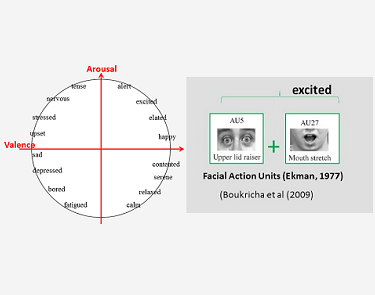 Arousal
tense
alert
nervous
excited
stressed
elated
upset
happy
Valence
sad
contented
depressed
serene
bored
relaxed
fatigued
calm
excited
AU5
Upper lid raiser
+
AU27
Mouth stretch
Facial Action Units (Ekman, 1977)
(Boukricha et al (2009)